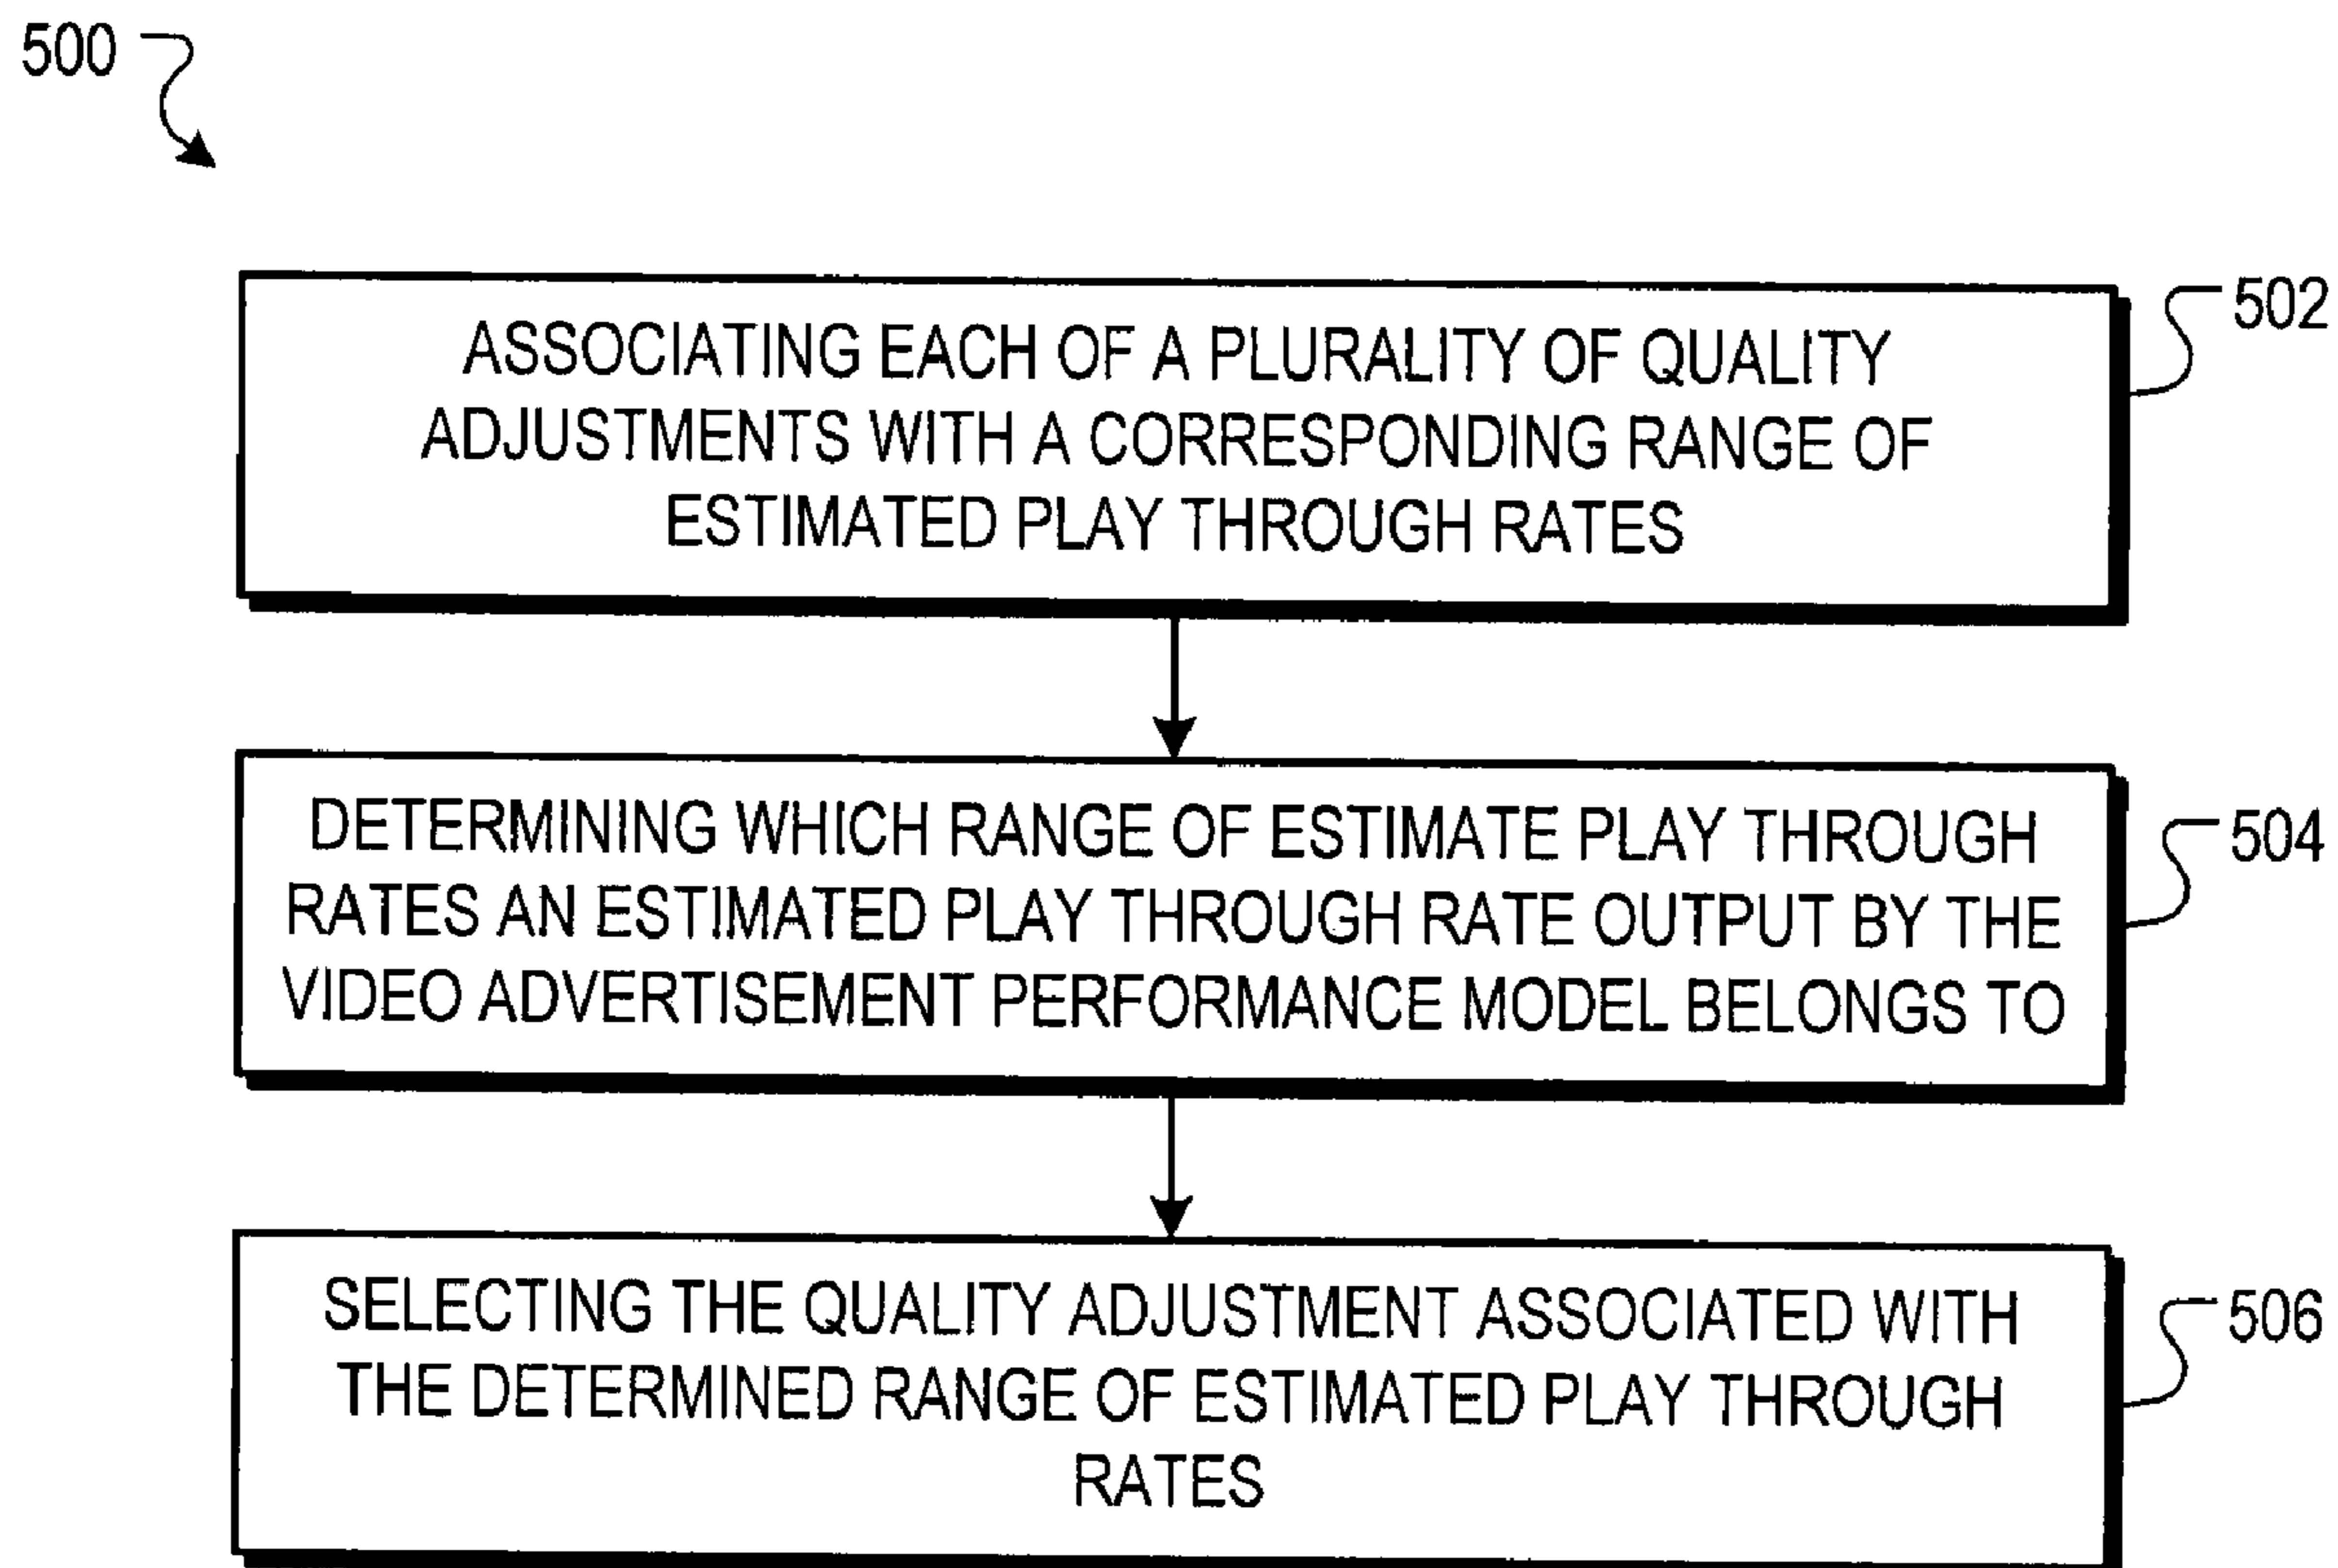 500
502
ASSOCIATING EACH OF A PLURALITY OF QUALITY
ADJUSTMENTS WITH A CORRESPONDING RANGE OF
ESTIMATED PLAY THROUGH RATES
504
DETERMINING WHICH RANGE OF ESTIMATE PLAY THROUGH
RATES AN ESTIMATED PLAY THROUGH RATE OUTPUT BY THE
VIDEO ADVERTISEMENT PERFORMANCE MODEL BELONGS TO
506
SELECTING THE QUALITY ADJUSTMENT ASSOCIATED WITH
THE DETERMINED RANGE OF ESTIMATED PLAY THROUGH
RATES